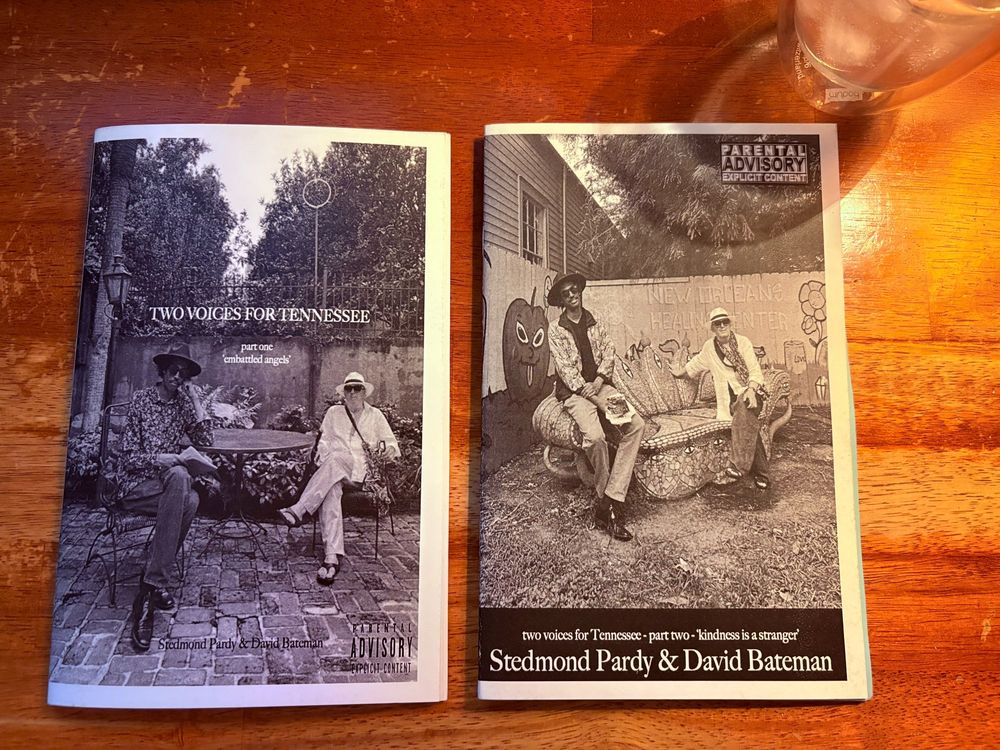 TWO VOICES FOR TENNESSEE
part one
'embattled angels'
Stedmond Pardy & David Bateman
PARENTAL
ADVISORY
EXPLICIT CONTENT
bodum
PARENTAL
ADVISORY
EXPLICIT CONTENT
NEW ORLEANS
HEALING CENTER
two voices for Tennessee - part two - 'kindness is a stranger'
Stedmond Pardy & David Bateman